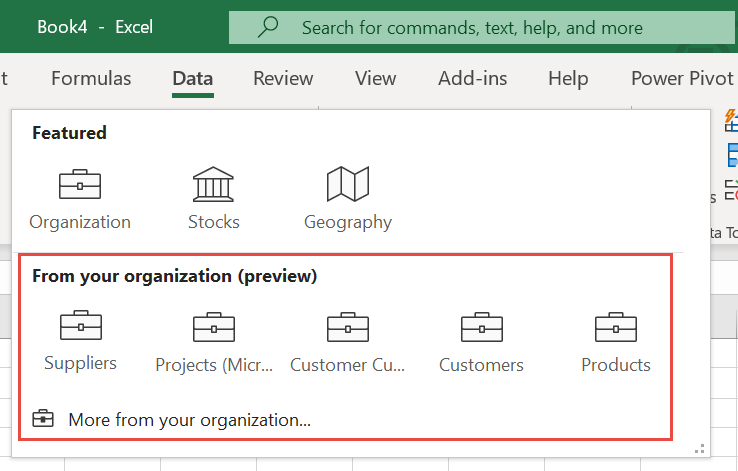 Book4 - Excel
Search for commands, text, help, and more
t Formulas Data Review View Add-ins Help Power Pivot
Featured
Organization Stocks Geography
From your organization (preview)
Suppliers Projects (Micr... Customer Cu... Customers Products
More from your organization...
s
ta To